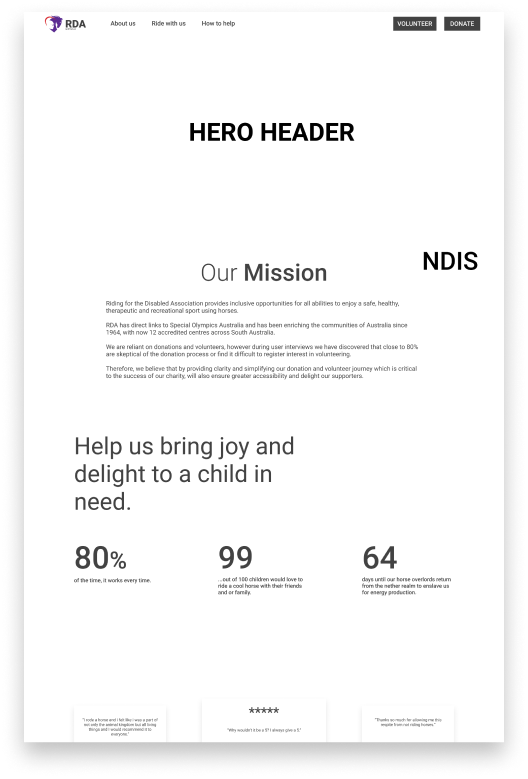 RDA
About us
Ride with us
How to help
VOLUNTEER
DONATE
HERO HEADER
NDIS
Our Mission
Riding for the Disabled Association provides inclusive opportunities for all abilities to enjoy a safe, healthy,
therapeutic and recreational sport using horses.
RDA has direct links to Special Olympics Australia and has been enriching the communities of Australia since
1964, with now 12 accredited centres across South Australia.
We are reliant on donations and volunteers, however during user interviews we have discovered that close to 80%
are skeptical of the donation process or find it difficult to register interest in volunteering.
Therefore, we believe that by providing clarity and simplifying our donation and volunteer journey which is critical
to the success of our charity, will also ensure greater accessibility and delight our supporters.
Help us bring joy and
delight to a child in
need.
80%
of the time, it works every time.
99
...out of 100 children would love to
ride a cool horse with their friends
and or family.
64
days until our horse overlords return
from the nether realm to enslave us
for energy production.
"I rode a horse and I felt like I was a part of
not only the animal kingdom but all living
things and I would recommend it to
everyone."
*****
"Why wouldn't it be a 5? I always give a 5."
"Thanks so much for allowing me this
respite from not riding horses."